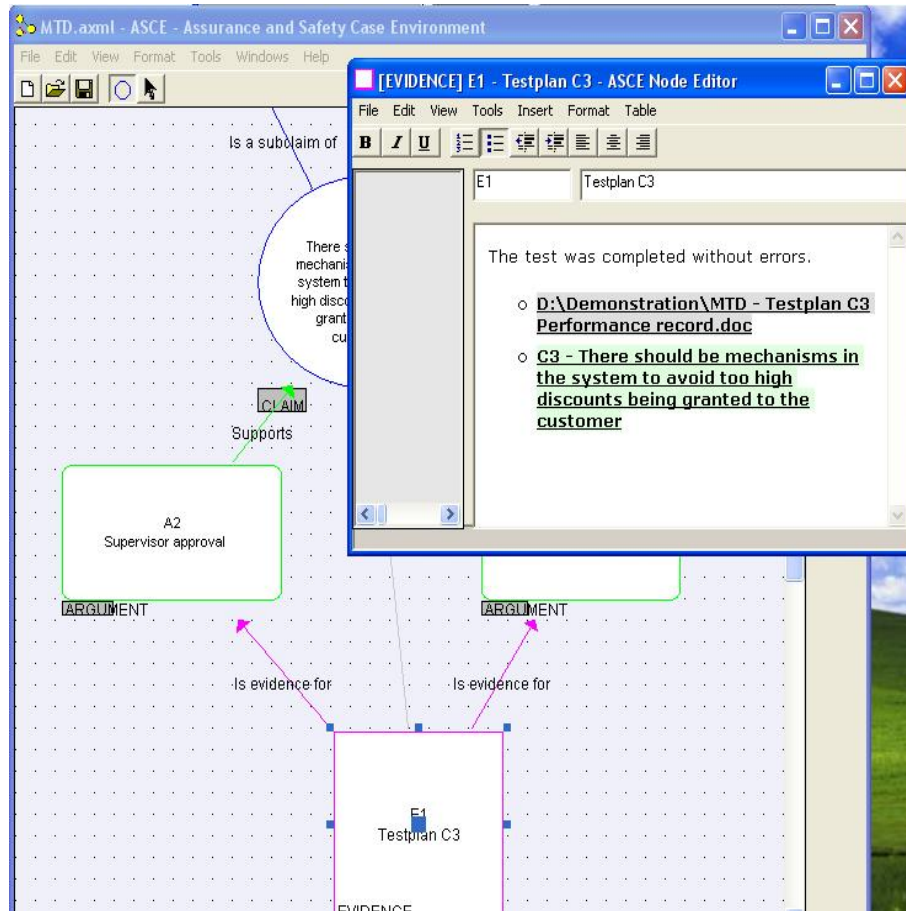 MTD.axml - ASCE - Assurance and Safety Case Environment
File Edit View Format Tools Windows Help
[EVIDENCE] E1 - Testplan C3 - ASCE Node Editor
File Edit View Tools Insert Format Table
B I U
E1 Testplan C3
The test was completed without errors.
D:\Demonstration\MTD - Testplan C3
Performance record.doc
C3 - There should be mechanisms in
the system to avoid too high
discounts being granted to the
customer
Is a subclaim of
There
mechani
system t
high disco
grant
cu
CLAIM
Supports
A2
Supervisor approval
ARGUMENT
ARGUMENT
Is evidence for
Is evidence for
E1
Testplan C3
EVIDENCE